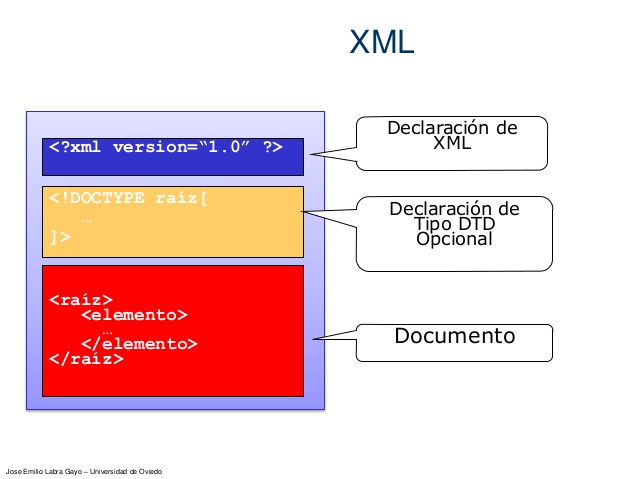 XML
<?xml version=“1.0” ?>
Declaración de
XML
<!DOCTYPE raíz[
…
]>
Declaración de
Tipo DTD
Opcional
<raíz>
<elemento>
…
</elemento>
</raíz>
Documento
Jose Emilio Labra Gayo – Universidad de Oviedo